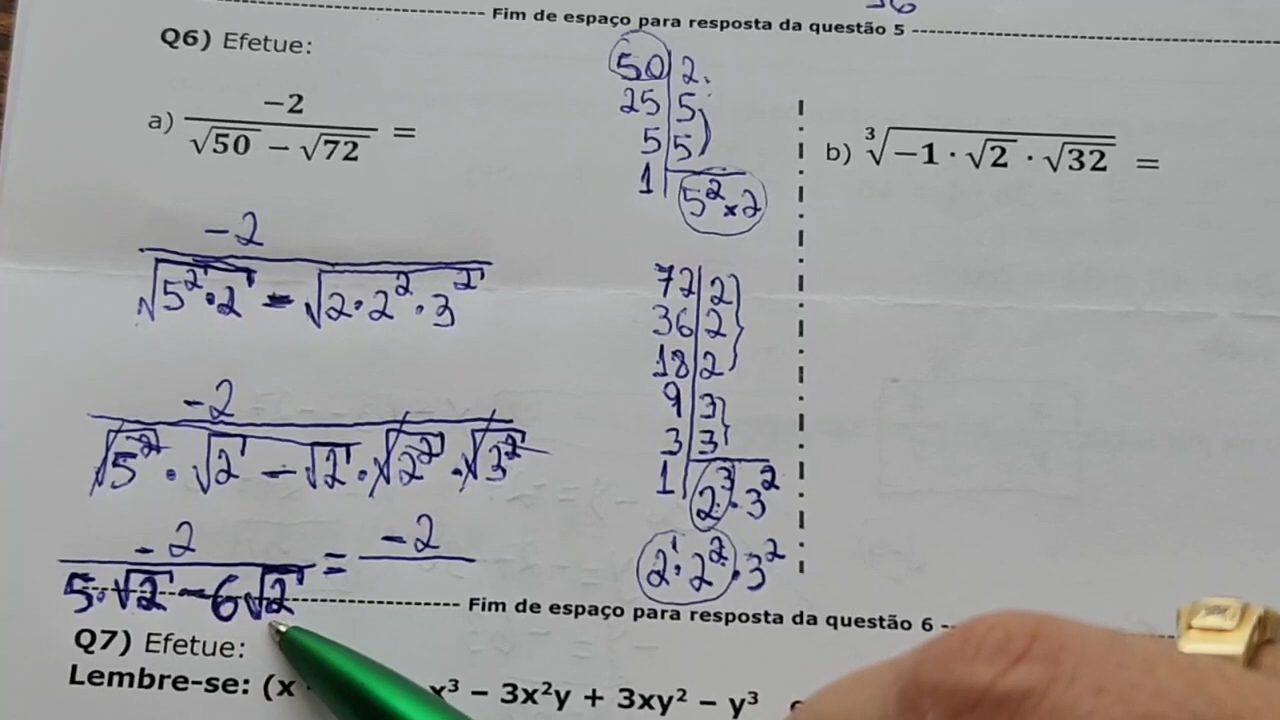 36
Fim de espaço para resposta da questão 5
Q6) Efetue:
a) −2 / (√50 − √72) =
-2 / (√5²·2 - √2·2²·3²)
-2 / (√5² · √2 - √2 · √2² · √3²)
-2 / (5·√2 - 6√2) = -2
50 | 2
25 | 5
5 | 5
1 | 5² × 2
72 | 2
36 | 2
18 | 2
9 | 3
3 | 3
1 | 2³·3²
2¹·2²·3²
b) ³√(−1 · √2 · √32) =
Fim de espaço para resposta da questão 6
Q7) Efetue:
Lembre-se: (x x³ − 3x²y + 3xy² − y³